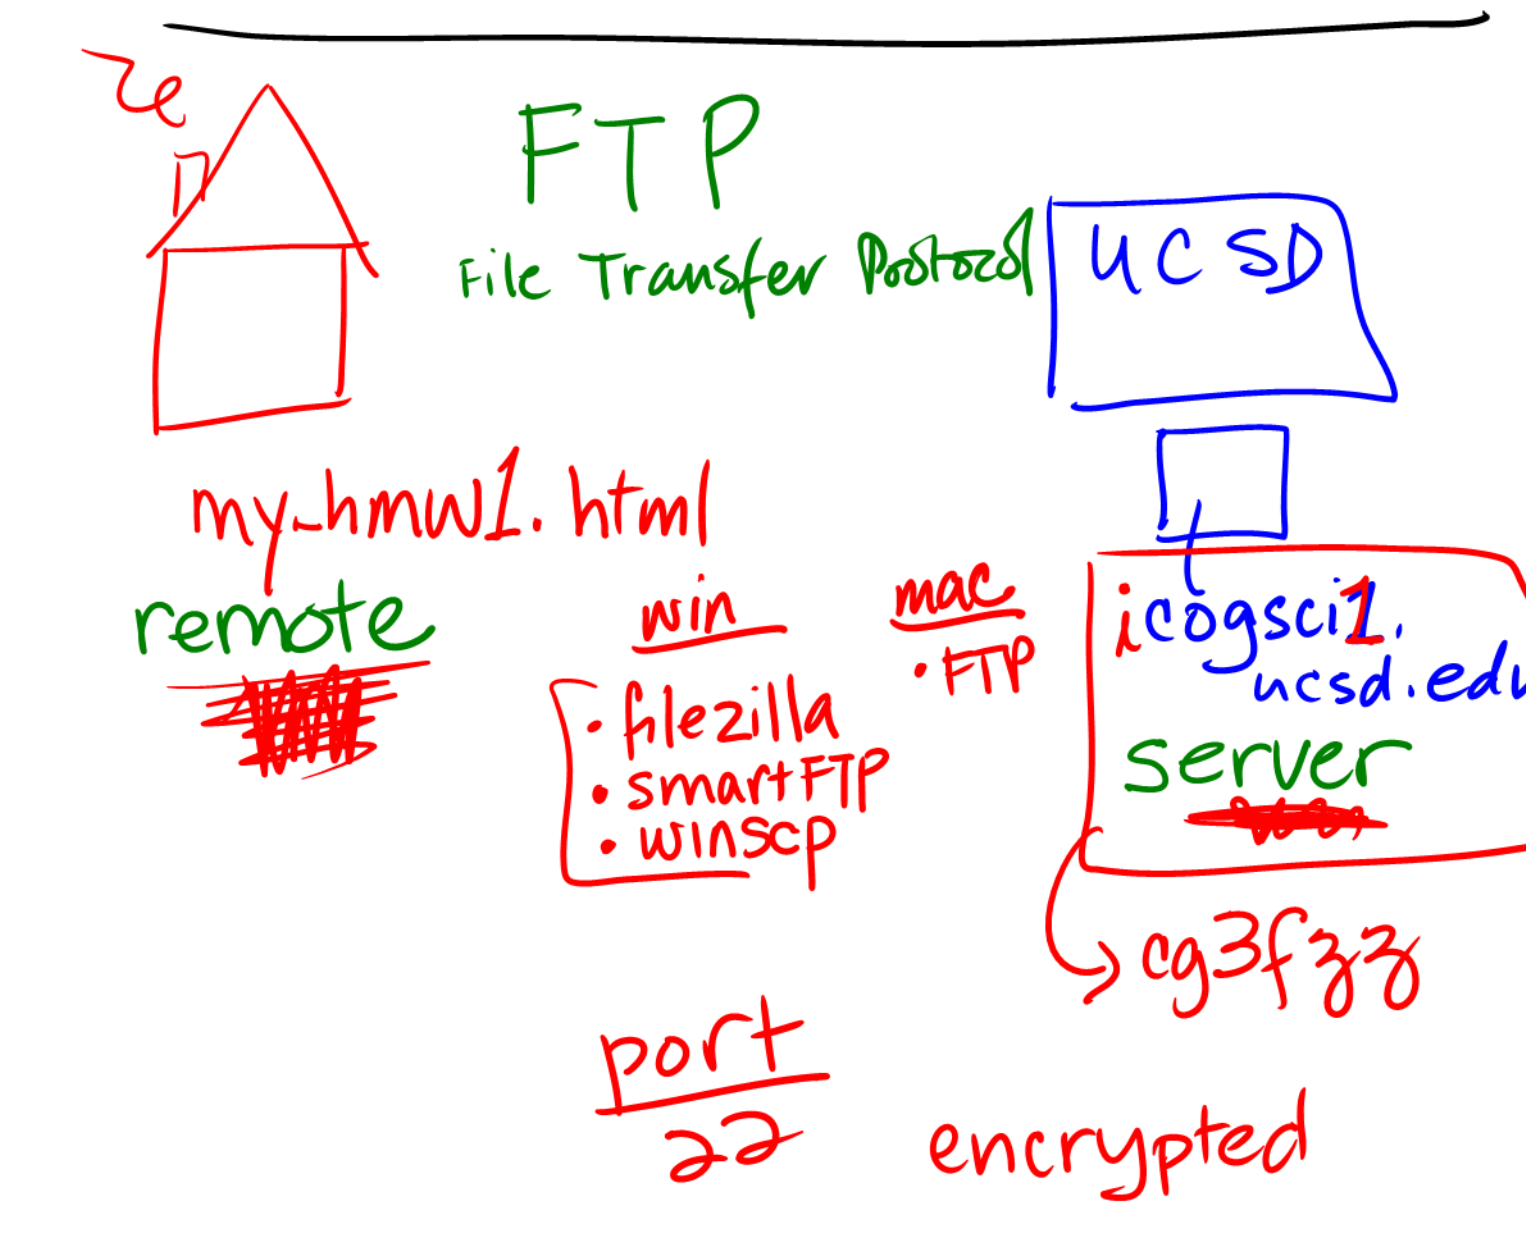 FTP
File Transfer Protocol
UCSD
my_hmw1.html
remote
win
mac
• FTP
• filezilla
• smartFTP
• winscp
icogsci1.
ucsd.edu
server
cg3fzz
port
22
encrypted